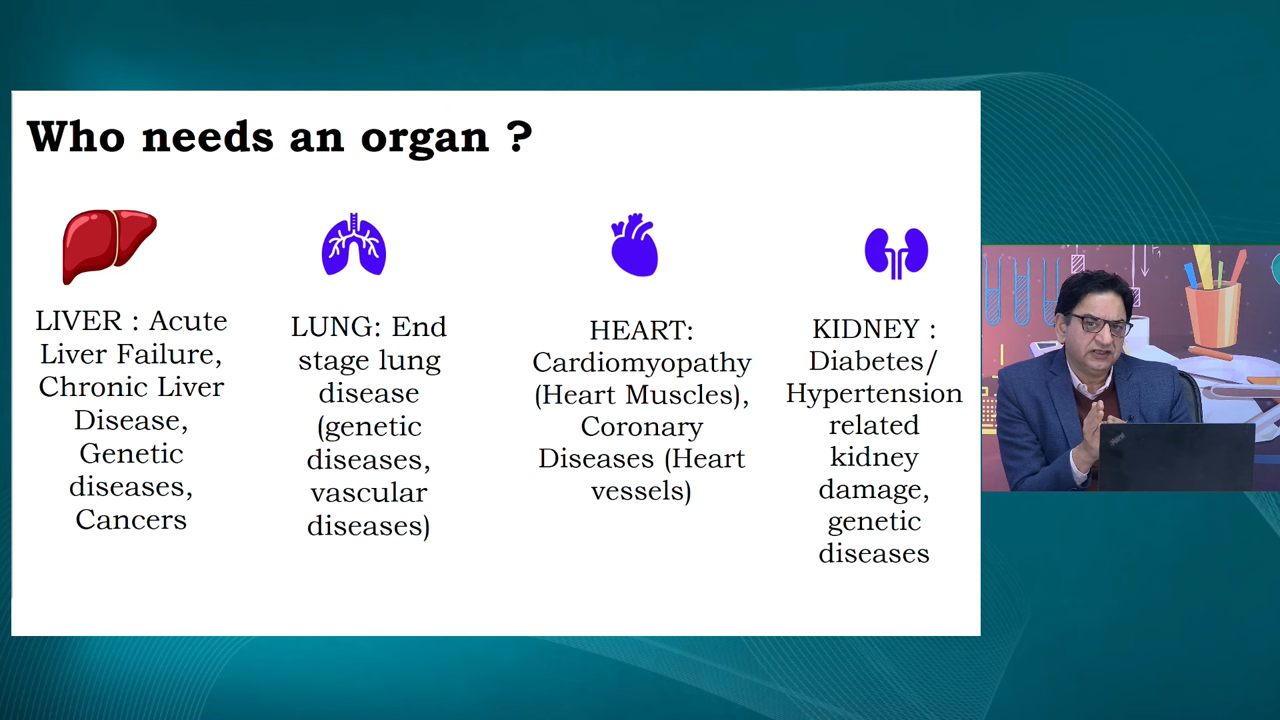 Who needs an organ ?
LIVER : Acute
Liver Failure,
Chronic Liver
Disease,
Genetic
diseases,
Cancers
LUNG: End
stage lung
disease
(genetic
diseases,
vascular
diseases)
HEART:
Cardiomyopathy
(Heart Muscles),
Coronary
Diseases (Heart
vessels)
KIDNEY :
Diabetes/
Hypertension
related
kidney
damage,
genetic
diseases